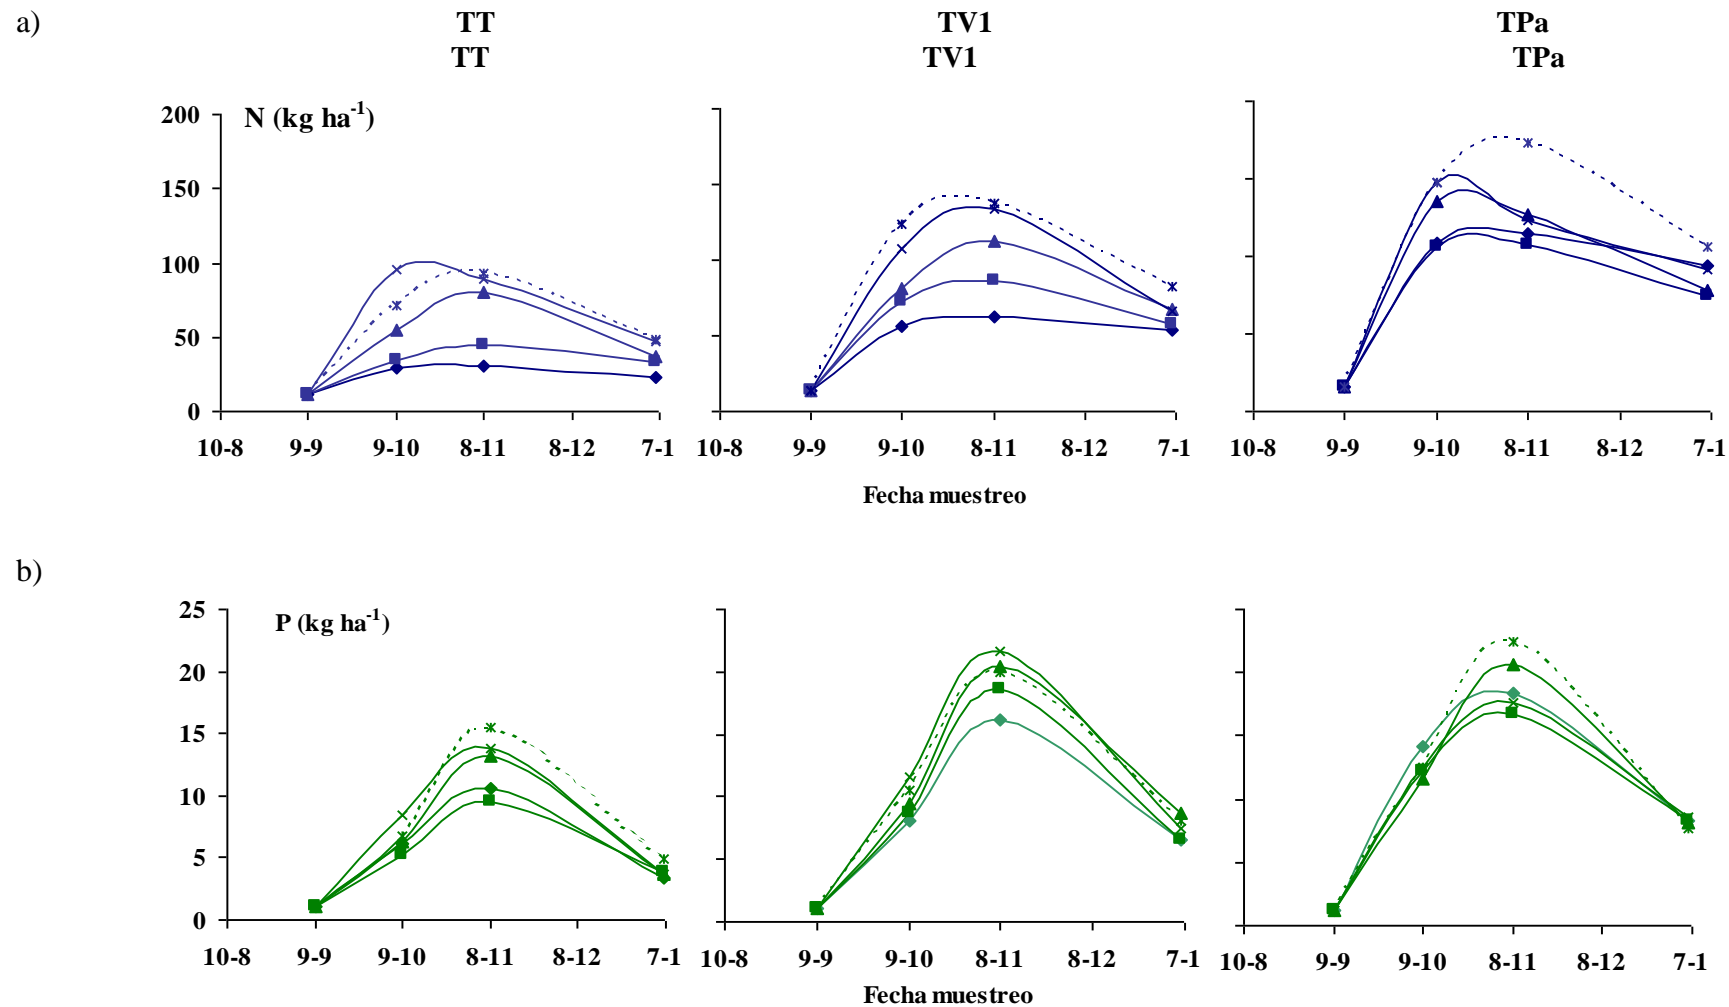 a) TT TV1 TPa
TT TV1 TPa
N (kg ha-1)
200
150
100
50
0
10-8 9-9 9-10 8-11 8-12 7-1 10-8 9-9 9-10 8-11 8-12 7-1 10-8 9-9 9-10 8-11 8-12 7-1
Fecha muestreo
b)
P (kg ha-1)
25
20
15
10
5
0
10-8 9-9 9-10 8-11 8-12 7-1 10-8 9-9 9-10 8-11 8-12 7-1 10-8 9-9 9-10 8-11 8-12 7-1
Fecha muestreo